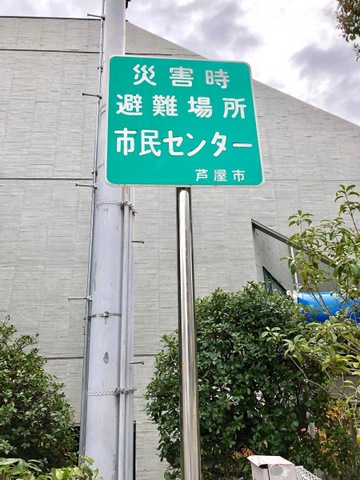 災害時
避難場所
市民センター
芦屋市